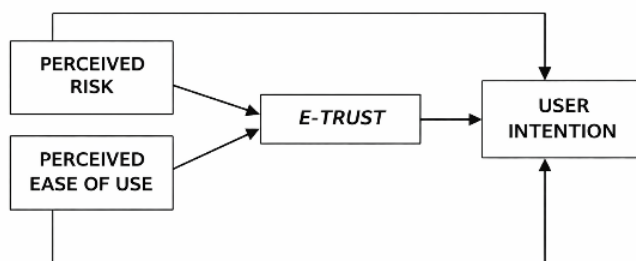 PERCEIVED
RISK
PERCEIVED
EASE OF USE
E-TRUST
USER
INTENTION